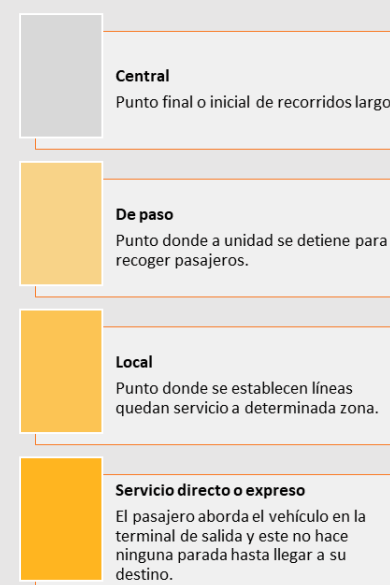 Central
Punto final o inicial de recorridos largo
De paso
Punto donde a unidad se detiene para
recoger pasajeros.
Local
Punto donde se establecen líneas
quedan servicio a determinada zona.
Servicio directo o expreso
El pasajero aborda el vehículo en la
terminal de salida y este no hace
ninguna parada hasta llegar a su
destino.